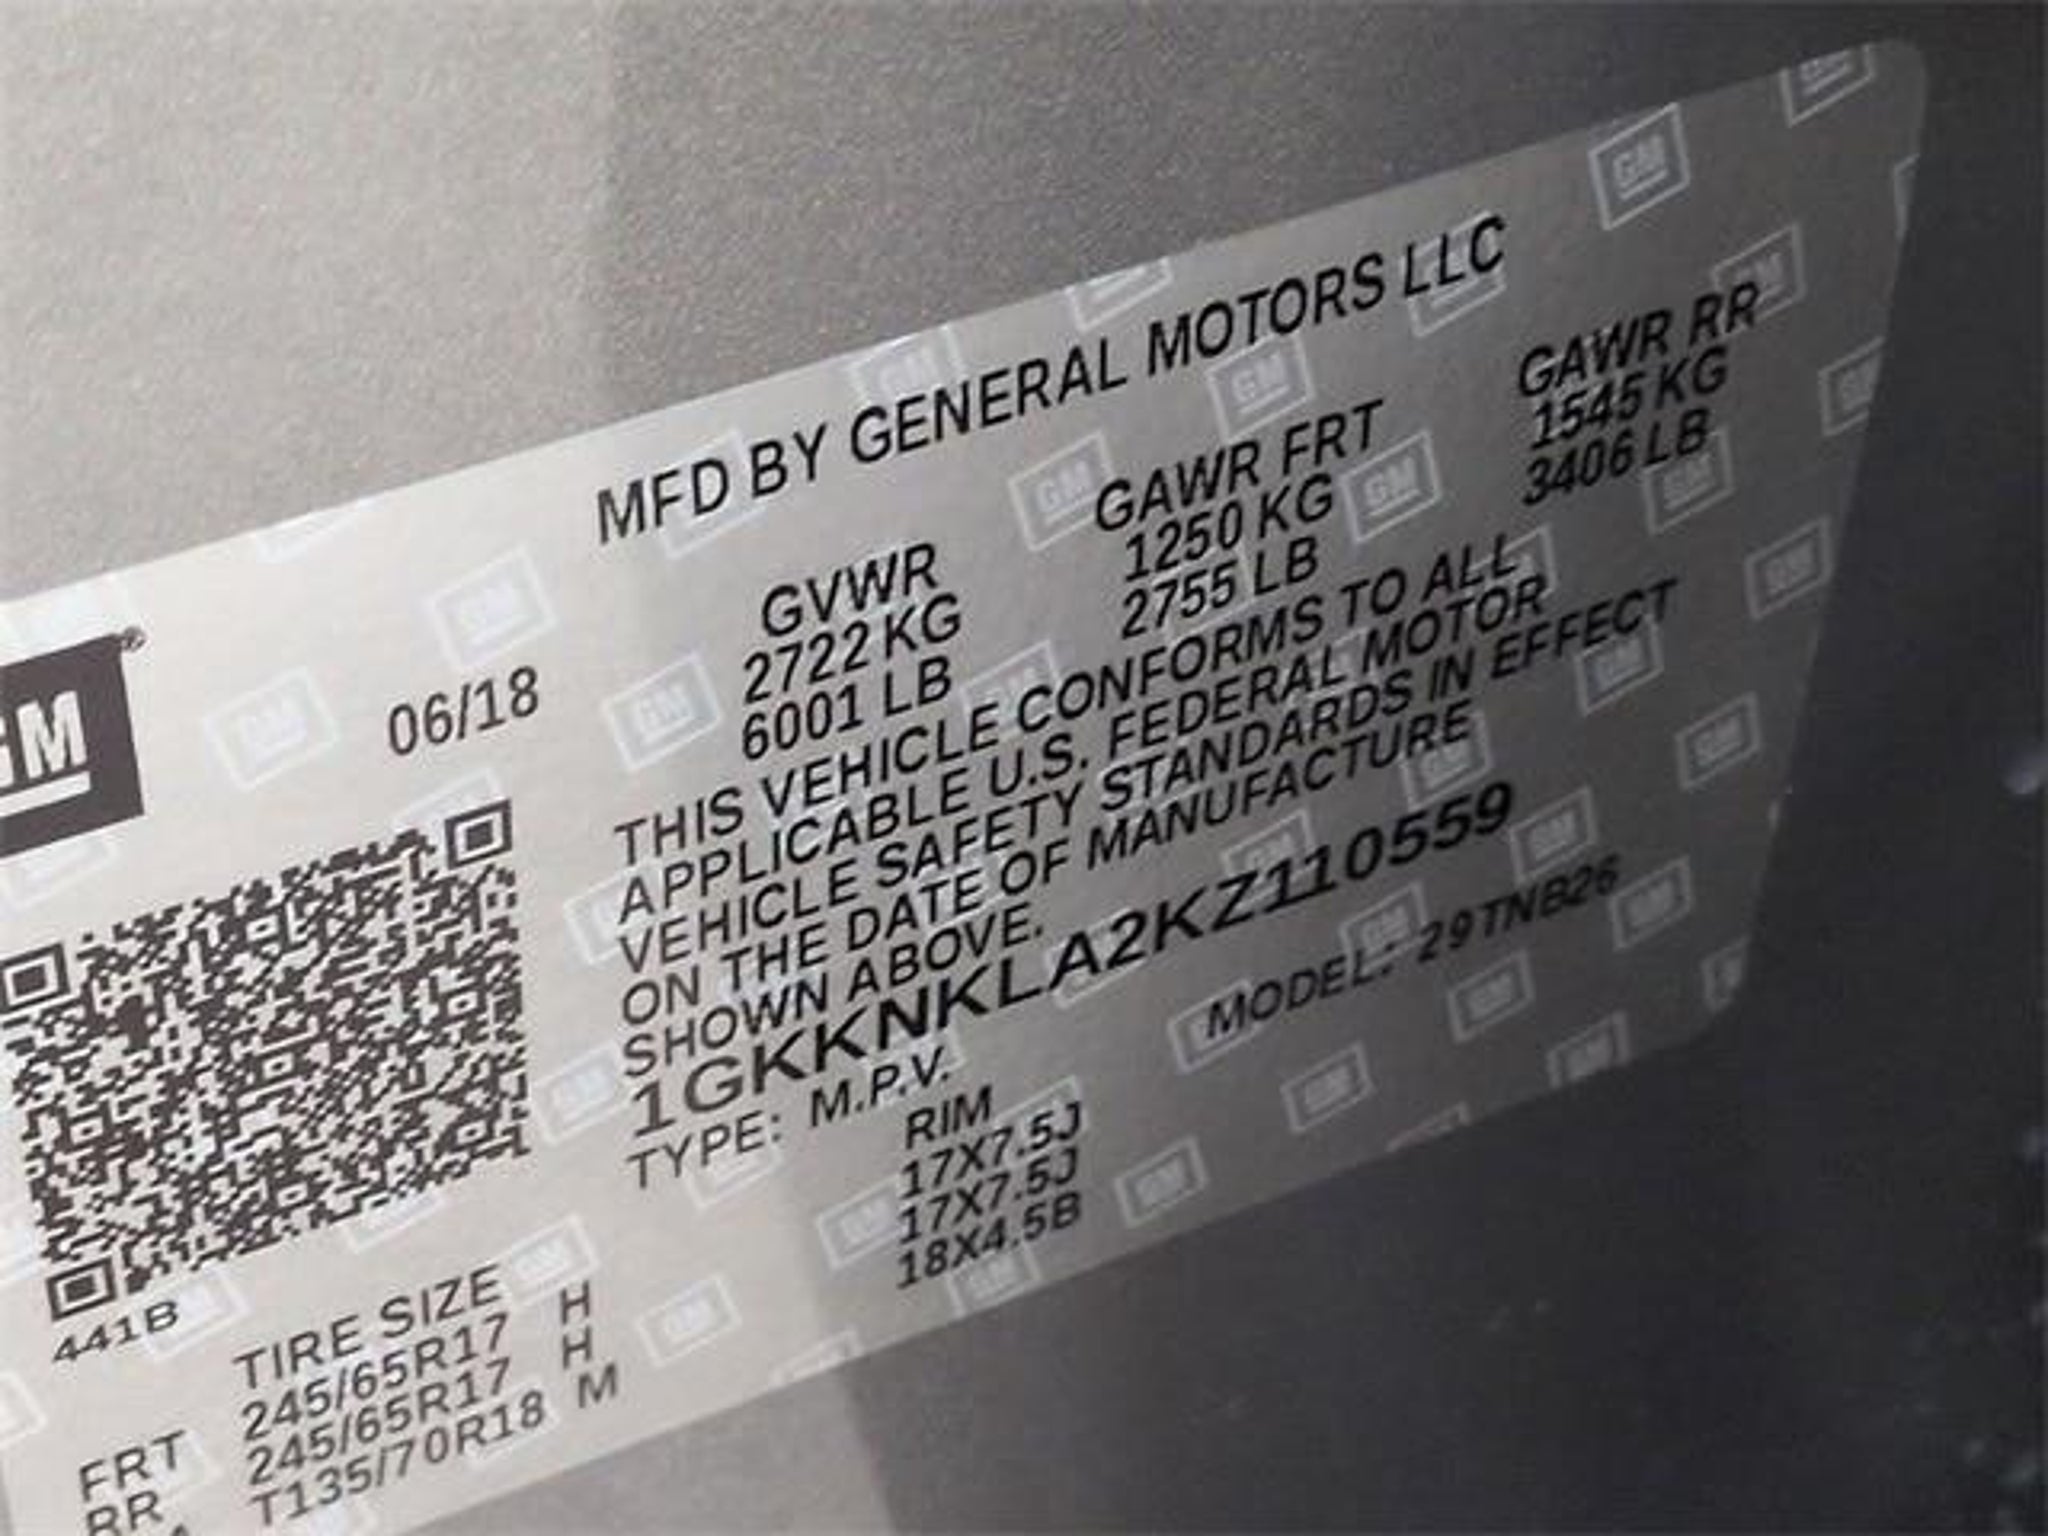 MFD BY GENERAL MOTORS LLC
GM®
06/18
GVWR GAWR FRT GAWR RR
2722 KG 1250 KG 1545 KG
6001 LB 2755 LB 3406 LB
THIS VEHICLE CONFORMS TO ALL
APPLICABLE U.S. FEDERAL MOTOR
VEHICLE SAFETY STANDARDS IN EFFECT
ON THE DATE OF MANUFACTURE
SHOWN ABOVE.
1GKKNKLA2KZ110559
TYPE: M.P.V. MODEL: 29TNB26
441B
TIRE SIZE RIM
FRT 245/65R17 H 17X7.5J
RR 245/65R17 H 17X7.5J
T135/70R18 M 18X4.5B